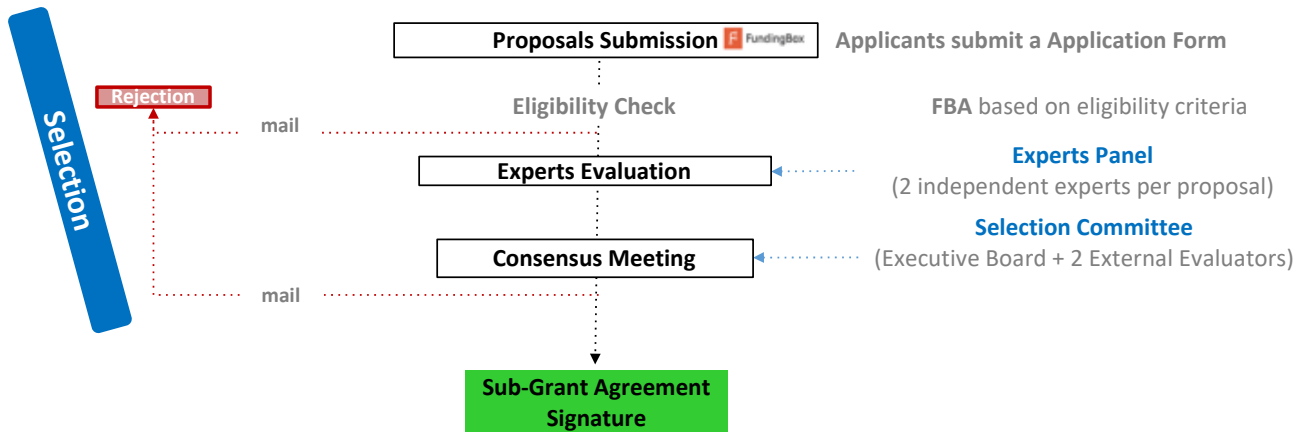 Selection
Proposals Submission FundingBox
Applicants submit a Application Form
Rejection
Eligibility Check
FBA based on eligibility criteria
mail
Experts Evaluation
Experts Panel
(2 independent experts per proposal)
Consensus Meeting
Selection Committee
(Executive Board + 2 External Evaluators)
mail
Sub-Grant Agreement
Signature